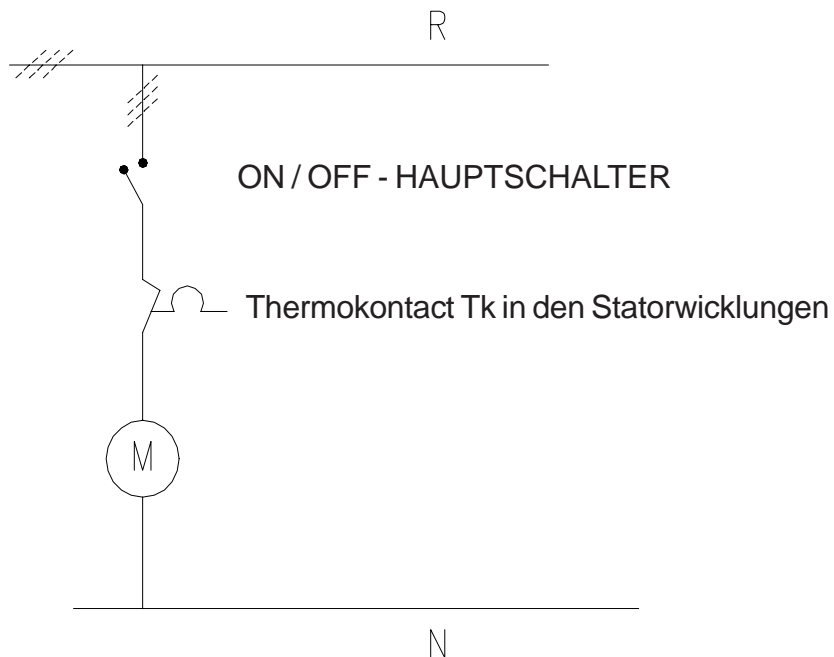 R
ON / OFF - HAUPTSCHALTER
Thermokontact Tk in den Statorwicklungen
M
N